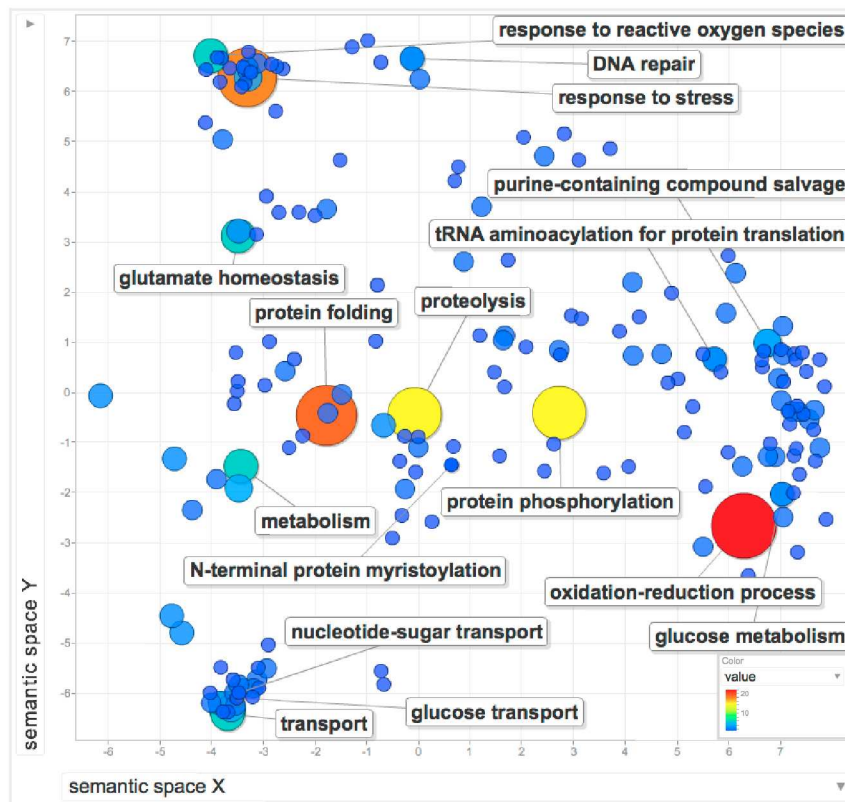 response to reactive oxygen species
DNA repair
response to stress
purine-containing compound salvage
tRNA aminoacylation for protein translation
glutamate homeostasis
protein folding
proteolysis
metabolism
protein phosphorylation
N-terminal protein myristoylation
oxidation-reduction process
nucleotide-sugar transport
glucose metabolism
transport
glucose transport
Color
value
20
10
7
6
5
4
3
2
1
0
-1
-2
-3
-4
-5
-6
semantic space Y
-6 -5 -4 -3 -2 -1 0 1 2 3 4 5 6 7
semantic space X